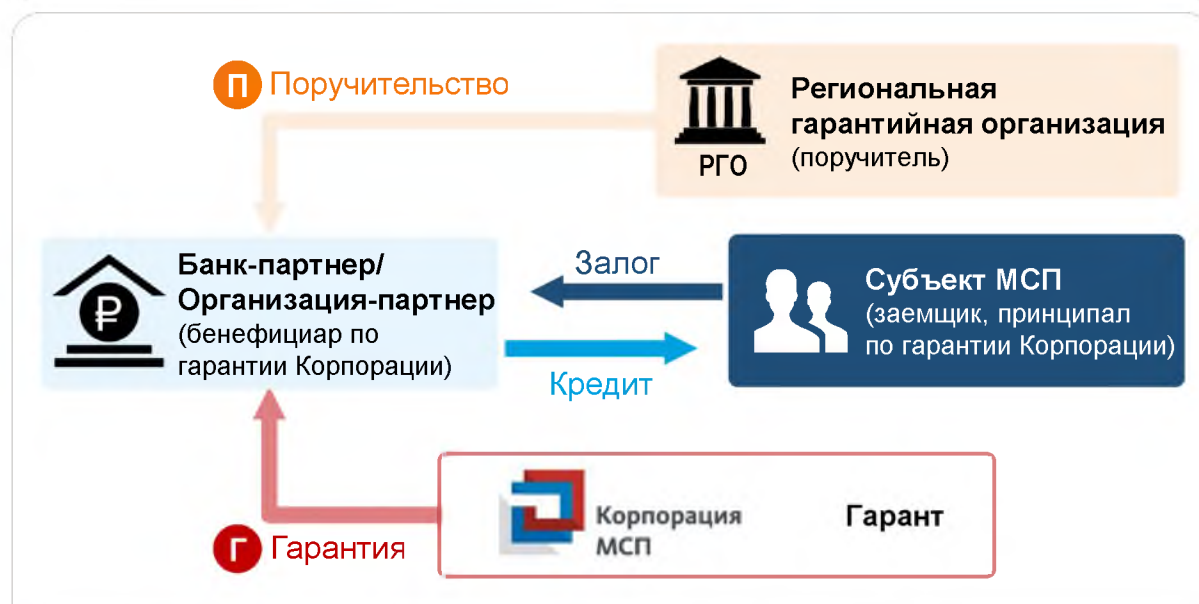 П Поручительство
Региональная
гарантийная организация
(поручитель)
РГО
Банк-партнер/
Организация-партнер
(бенефициар по
гарантии Корпорации)
₽
Залог
Кредит
Субъект МСП
(заемщик, принципал
по гарантии Корпорации)
Г Гарантия
Корпорация
МСП
Гарант